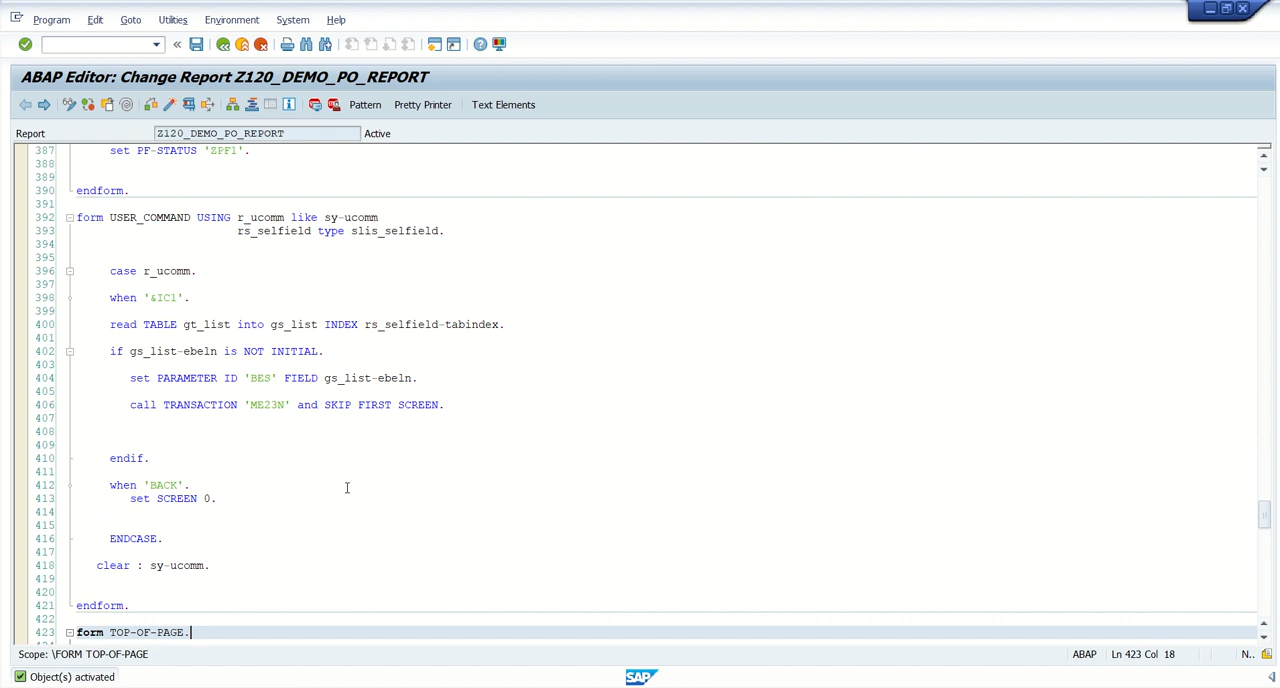 Program Edit Goto Utilities Environment System Help
ABAP Editor: Change Report Z120_DEMO_PO_REPORT
Pattern Pretty Printer Text Elements
Report Z120_DEMO_PO_REPORT Active
387 set PF-STATUS 'ZPF1'.
388
389
390 endform.
391
392 form USER_COMMAND USING r_ucomm like sy-ucomm
393 rs_selfield type slis_selfield.
394
395
396 case r_ucomm.
397
398 when '&IC1'.
399
400 read TABLE gt_list into gs_list INDEX rs_selfield-tabindex.
401
402 if gs_list-ebeln is NOT INITIAL.
403
404 set PARAMETER ID 'BES' FIELD gs_list-ebeln.
405
406 call TRANSACTION 'ME23N' and SKIP FIRST SCREEN.
407
408
409
410 endif.
411
412 when 'BACK'.
413 set SCREEN 0.
414
415
416 ENDCASE.
417
418 clear : sy-ucomm.
419
420
421 endform.
422
423 form TOP-OF-PAGE.
Scope: \FORM TOP-OF-PAGE ABAP Ln 423 Col 18 N..
Object(s) activated
SAP